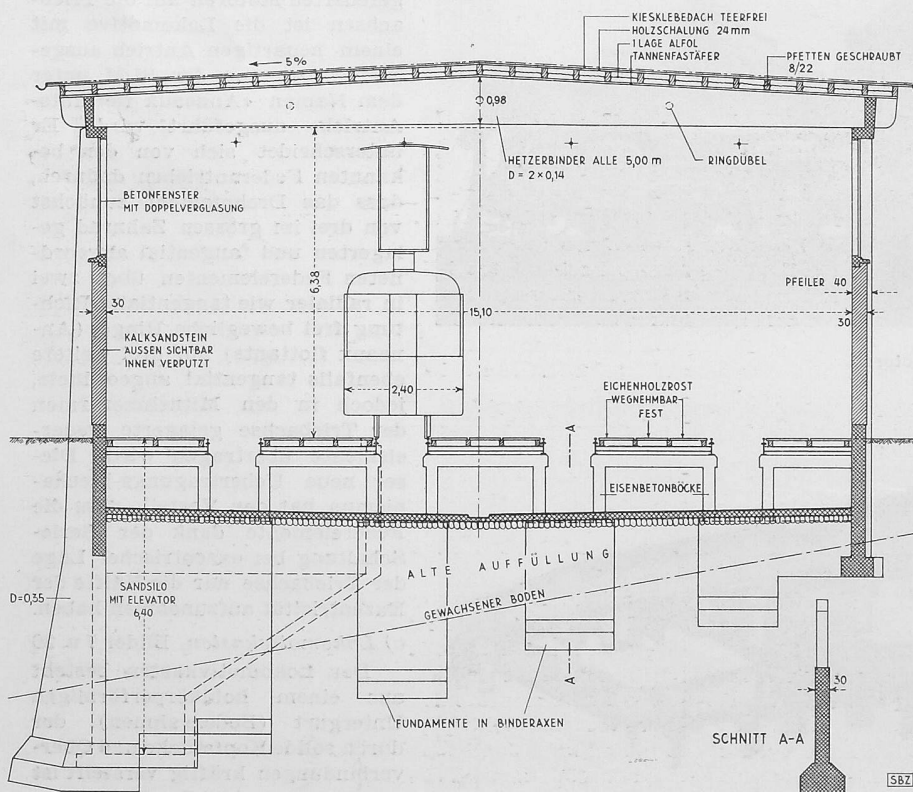 KIESKLEBEDACH TEERFREI
HOLZSCHALUNG 24mm
1 LAGE ALFOL
TANNENFASTÄFER
PFETTEN GESCHRAUBT
8/22
5%
0,98
HETZERBINDER ALLE 5,00 m
D = 2×0,14
RINGDÜBEL
BETONFENSTER
MIT DOPPELVERGLASUNG
6,38
PFEILER 40
30
15,10
30
KALKSANDSTEIN
AUSSEN SICHTBAR
INNEN VERPUTZT
2,40
EICHENHOLZROST
WEGNEHMBAR
FEST
A
EISENBETONBÖCKE
ALTE AUFFÜLLUNG
GEWACHSENER BODEN
D=0,35
SANDSILO
MIT ELEVATOR
6,40
A
FUNDAMENTE IN BINDERAXEN
30
SCHNITT A-A
SBZ